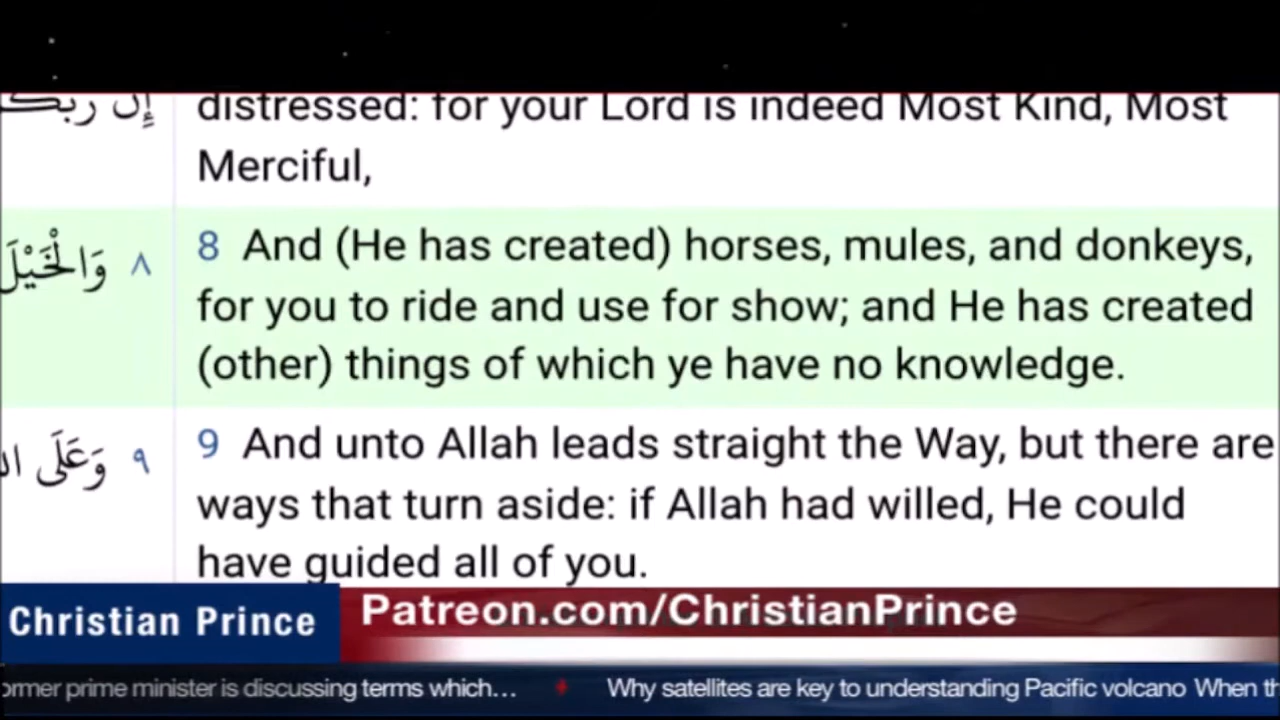 إن ربك
distressed: for your Lord is indeed Most Kind, Most
Merciful,
٨ وَالْخَيْلَ
8 And (He has created) horses, mules, and donkeys,
for you to ride and use for show; and He has created
(other) things of which ye have no knowledge.
٩ وَعَلَى
9 And unto Allah leads straight the Way, but there are
ways that turn aside: if Allah had willed, He could
have guided all of you.
Christian Prince
Patreon.com/ChristianPrince
ormer prime minister is discussing terms which... Why satellites are key to understanding Pacific volcano When th